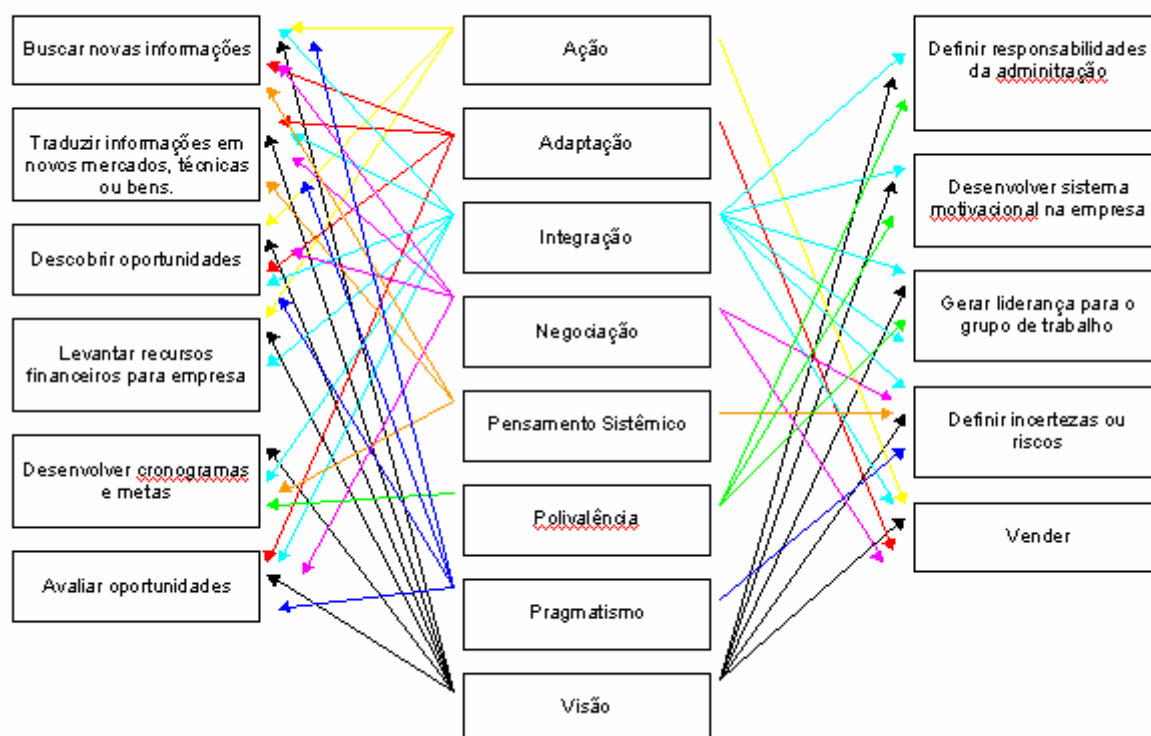 Buscar novas informações
Traduzir informações em
novos mercados, técnicas
ou bens.
Descobrir oportunidades
Levantar recursos
financeiros para empresa
Desenvolver cronogramas
e metas
Avaliar oportunidades
Ação
Adaptação
Integração
Negociação
Pensamento Sistêmico
Polivalência
Pragmatismo
Visão
Definir responsabilidades
da adminitração
Desenvolver sistema
motivacional na empresa
Gerar liderança para o
grupo de trabalho
Definir incertezas ou
riscos
Vender